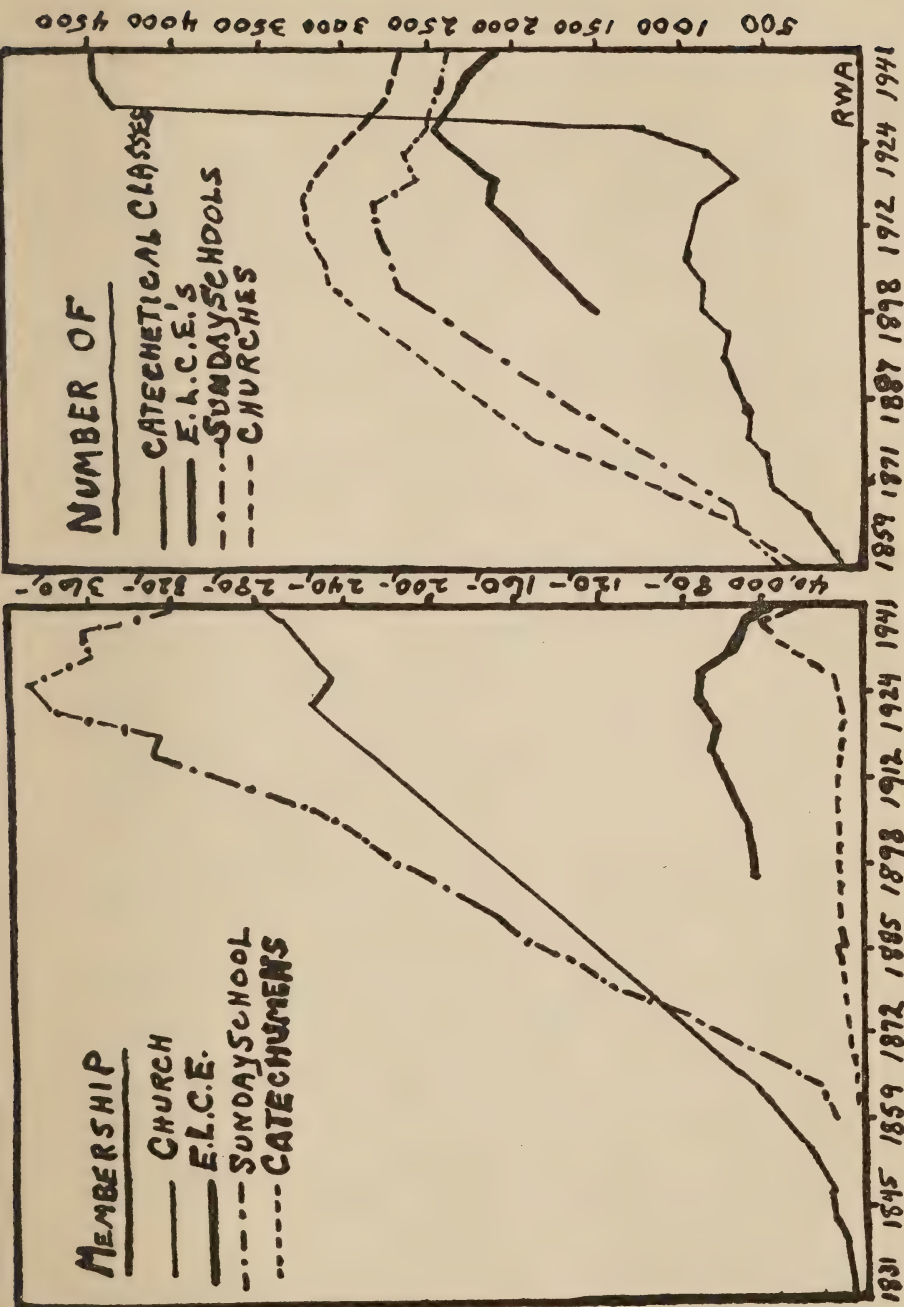 MEMBERSHIP
CHURCH
E.L.C.E.
SUNDAY SCHOOL
CATECHUMENS
360,-
320,-
280,-
240,-
200,-
160,-
120,-
80,-
40,000
1831 1845 1859 1872 1885 1898 1912 1924 1941
NUMBER OF
CATECHETICAL CLASSES
E.L.C.E.'S
SUNDAY SCHOOLS
CHURCHES
4500
4000
3500
3000
2500
2000
1500
1000
500
RWA
1859 1871 1887 1898 1912 1924 1941